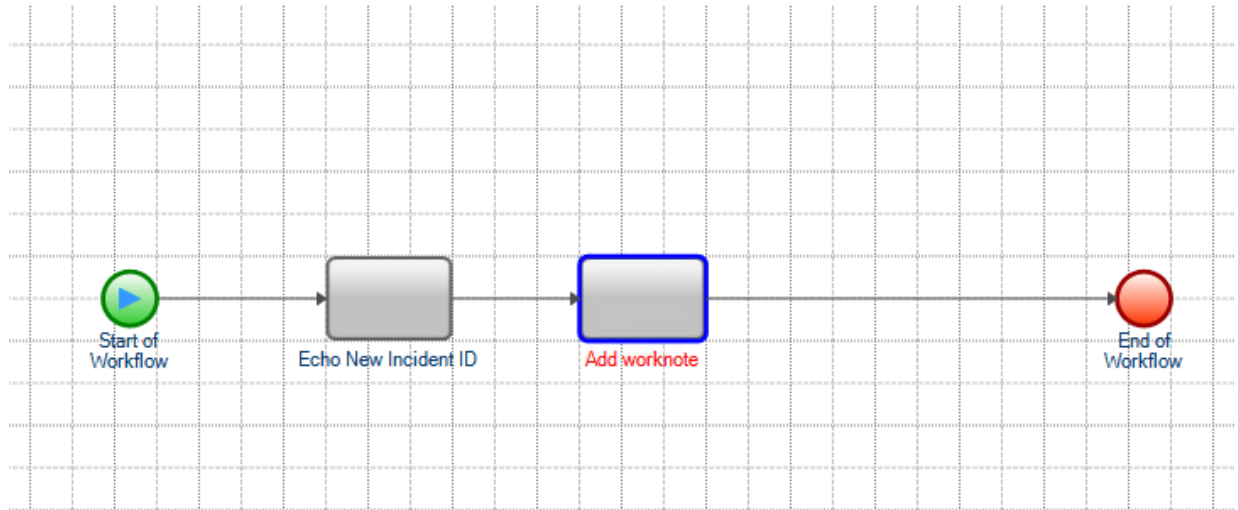 Start of
Workflow
Echo New Incident ID
Add worknote
End of
Workflow